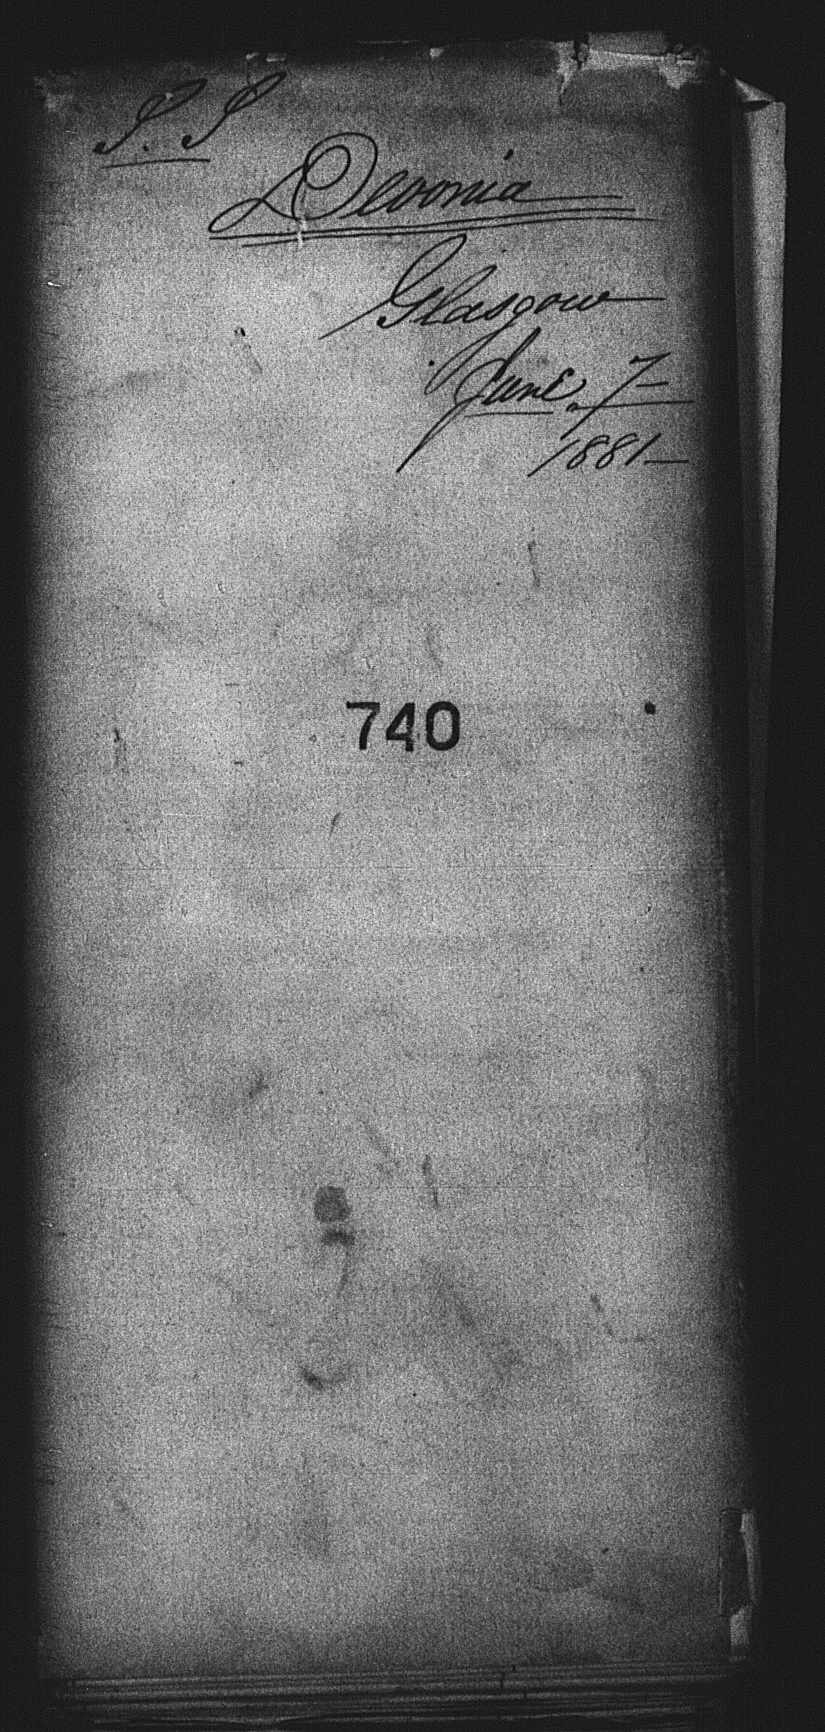 S. S
Devonia
Glasgow
June 7
1881
740